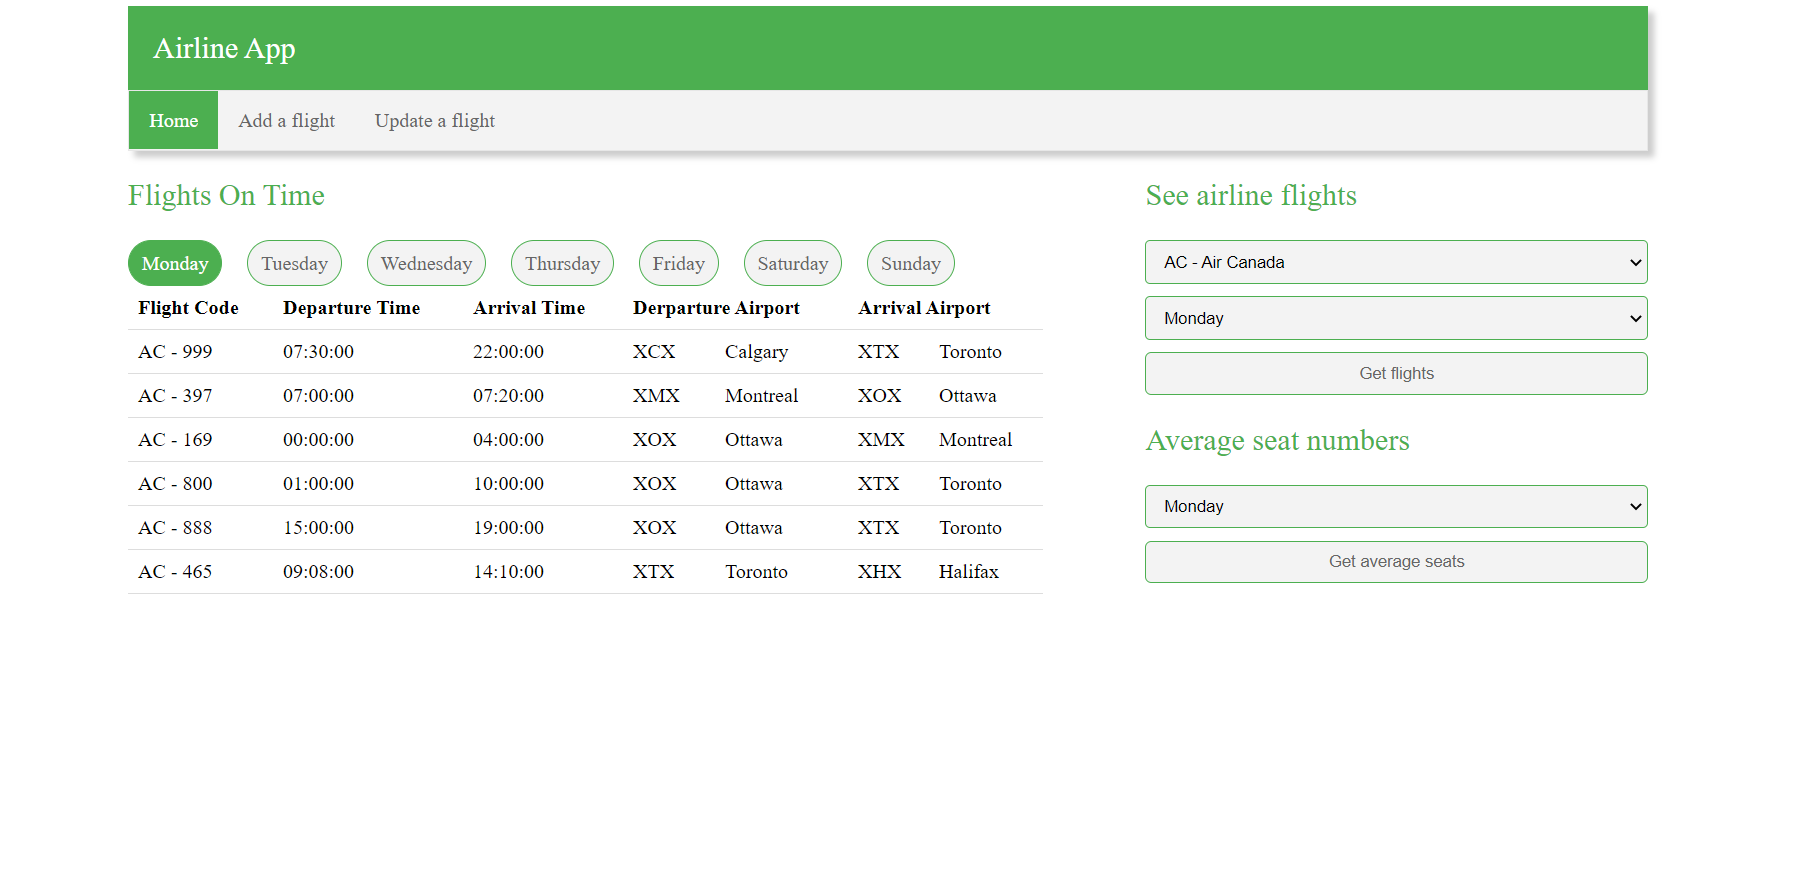 Airline App
Home Add a flight Update a flight
Flights On Time
Monday Tuesday Wednesday Thursday Friday Saturday Sunday
Flight Code Departure Time Arrival Time Derparture Airport Arrival Airport
AC - 999 07:30:00 22:00:00 XCX Calgary XTX Toronto
AC - 397 07:00:00 07:20:00 XMX Montreal XOX Ottawa
AC - 169 00:00:00 04:00:00 XOX Ottawa XMX Montreal
AC - 800 01:00:00 10:00:00 XOX Ottawa XTX Toronto
AC - 888 15:00:00 19:00:00 XOX Ottawa XTX Toronto
AC - 465 09:08:00 14:10:00 XTX Toronto XHX Halifax
See airline flights
AC - Air Canada
Monday
Get flights
Average seat numbers
Monday
Get average seats